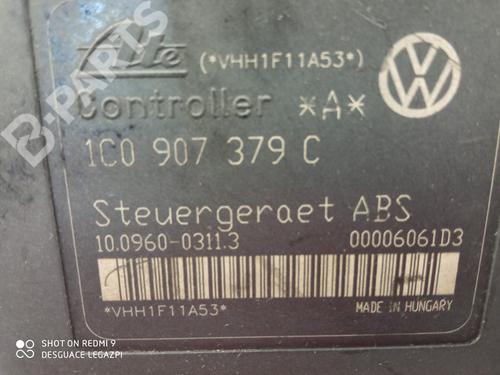 Ate (*VHH1F11A53*)
B-PARTS
Controller *A*
1C0 907 379 C
Steuergeraet ABS
10.0960-0311.3 00006061D3
*VHH1F11A53* MADE IN HUNGARY
SHOT ON REDMI 9
DESGUACE LEGAZPI